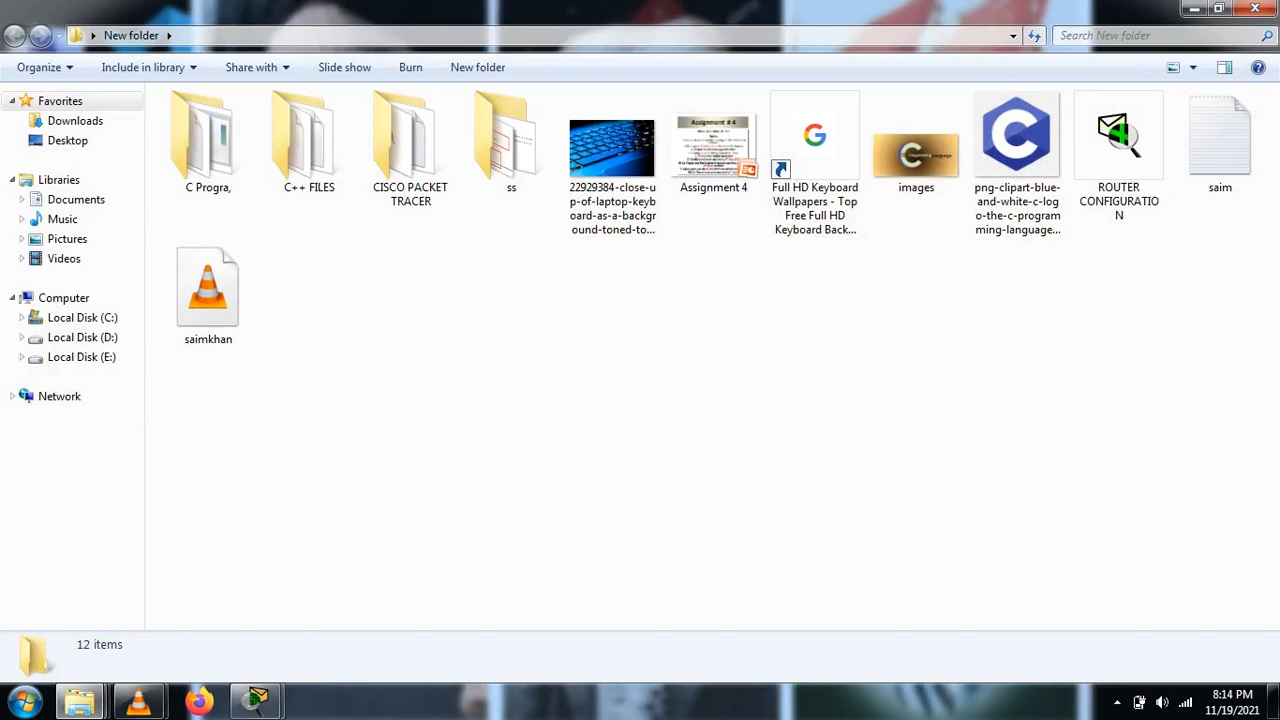 New folder
Search New folder
Organize
Include in library
Share with
Slide show
Burn
New folder
Favorites
Downloads
Desktop
Libraries
Documents
Music
Pictures
Videos
Computer
Local Disk (C:)
Local Disk (D:)
Local Disk (E:)
Network
C Progra,
C++ FILES
CISCO PACKET
TRACER
ss
22929384-close-u
p-of-laptop-keyb
oard-as-a-backgr
ound-toned-to...
Assignment # 4
Assignment 4
Full HD Keyboard
Wallpapers - Top
Free Full HD
Keyboard Back...
images
png-clipart-blue-
and-white-c-log
o-the-c-program
ming-language...
ROUTER
CONFIGURATIO
N
saim
saimkhan
12 items
8:14 PM
11/19/2021